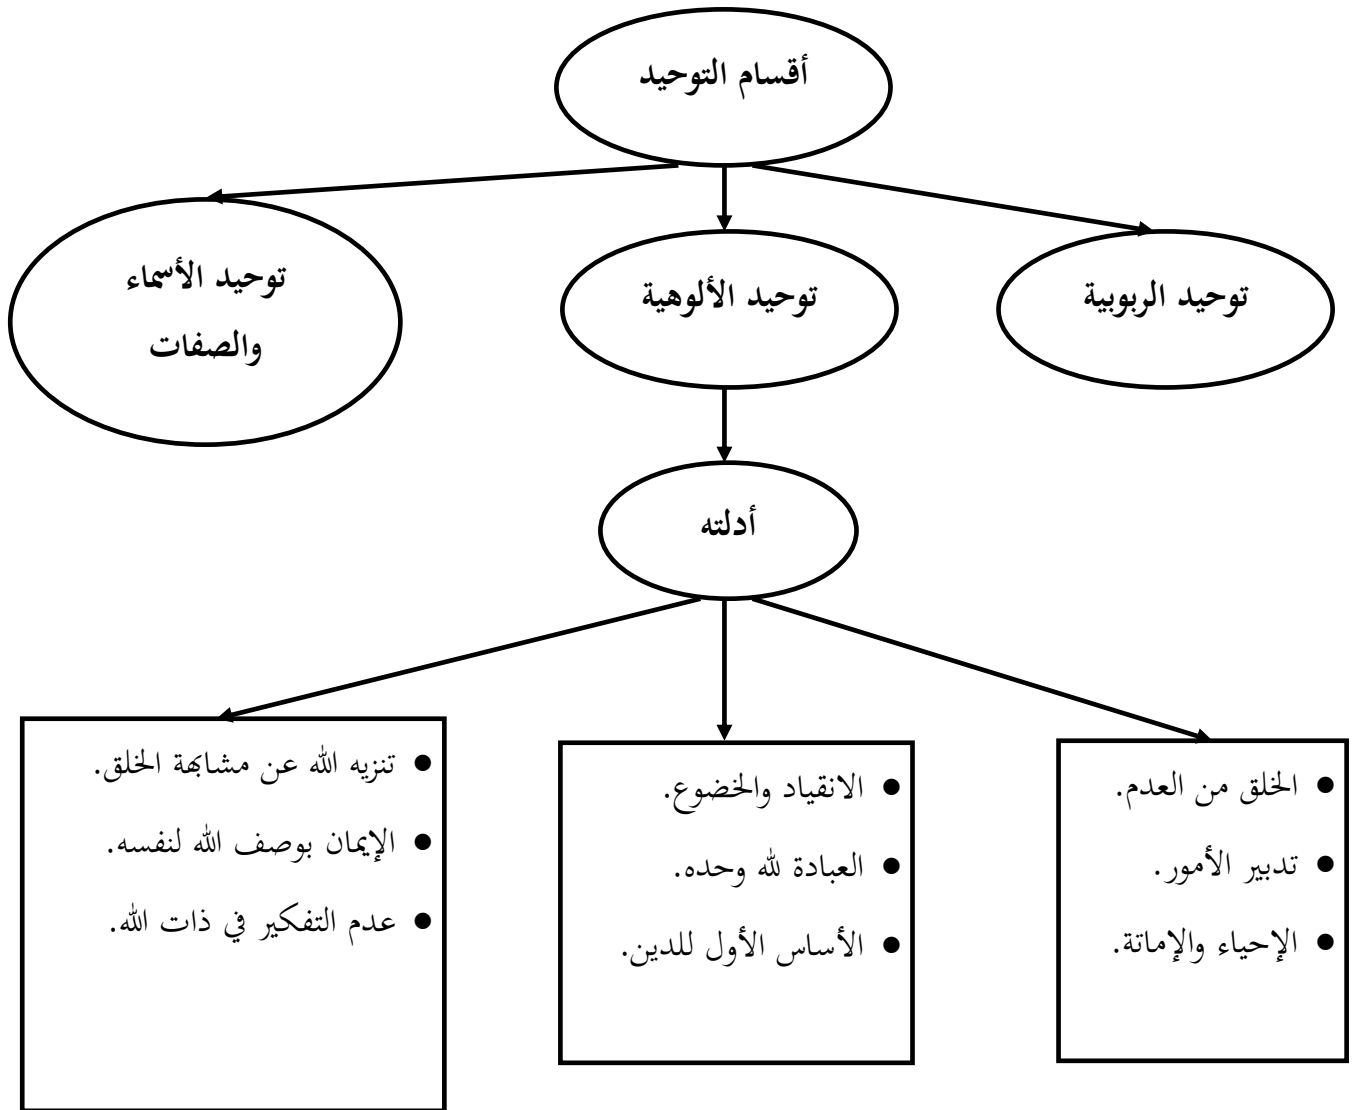 أقسام التوحيد
توحيد الربوبية
توحيد الألوهية
توحيد الأسماء
والصفات
أدلته
● الخلق من العدم.
● تدبير الأمور.
● الإحياء والإماتة.
● الانقياد والخضوع.
● العبادة لله وحده.
● الأساس الأول للدين.
● تنزيه الله عن مشابهة الخلق.
● الإيمان بوصف الله لنفسه.
● عدم التفكير في ذات الله.